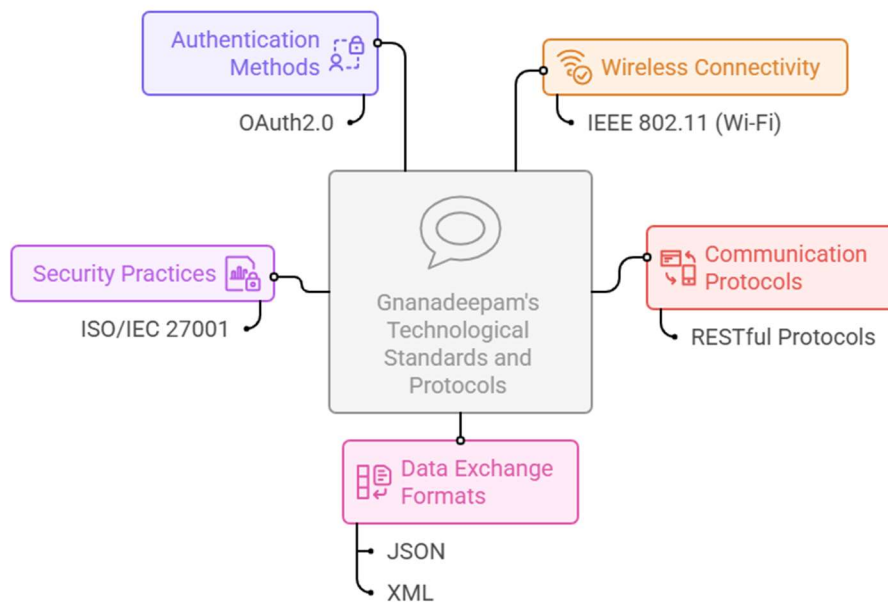 Authentication
Methods
OAuth2.0
Wireless Connectivity
IEEE 802.11 (Wi-Fi)
Security Practices
ISO/IEC 27001
Gnanadeepam's
Technological
Standards and
Protocols
Communication
Protocols
RESTful Protocols
Data Exchange
Formats
JSON
XML